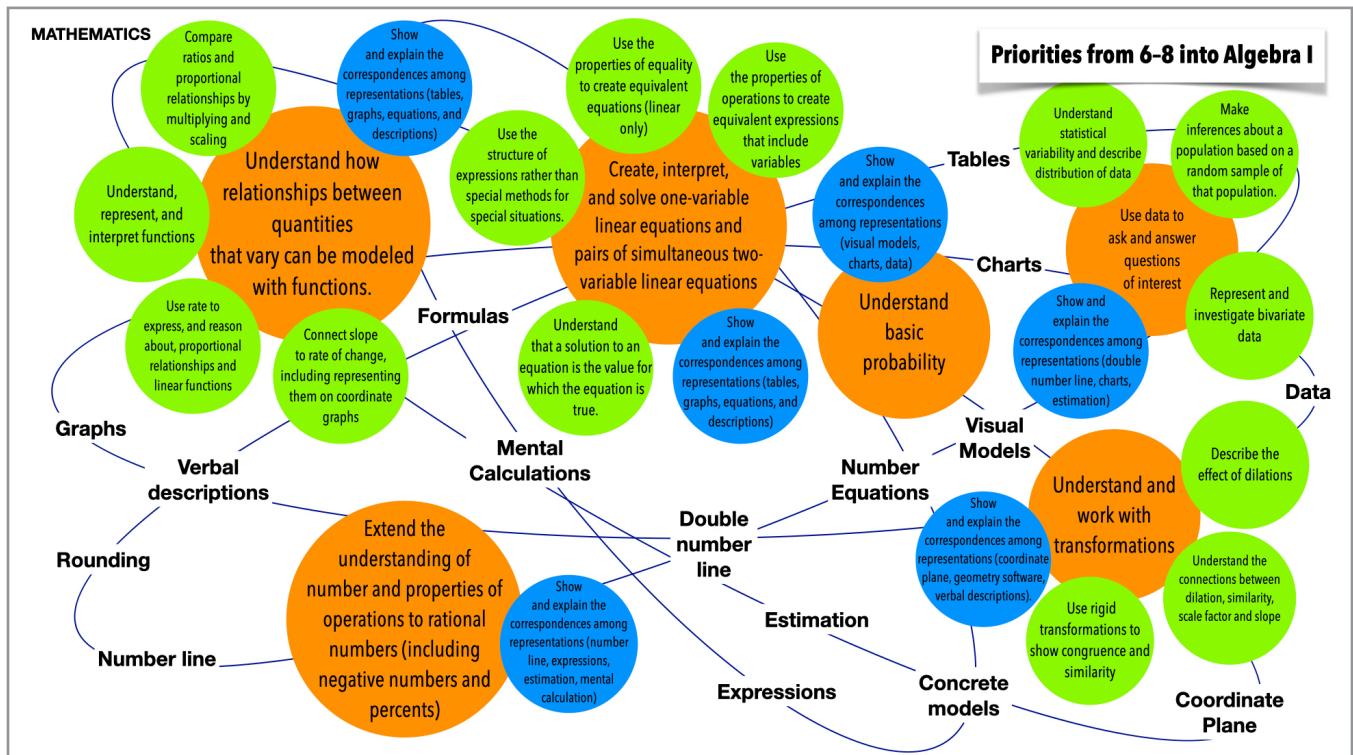 MATHEMATICS
Priorities from 6–8 into Algebra I
Compare
ratios and
proportional
relationships by
multiplying and
scaling
Show
and explain the
correspondences among
representations (tables,
graphs, equations, and
descriptions)
Understand,
represent, and
interpret functions
Understand how
relationships between
quantities
that vary can be modeled
with functions.
Use rate to
express, and reason
about, proportional
relationships and
linear functions
Connect slope
to rate of change,
including representing
them on coordinate
graphs
Use the
properties of equality
to create equivalent
equations (linear
only)
Use
the properties of
operations to create
equivalent expressions
that include
variables
Use the
structure of
expressions rather than
special methods for
special situations.
Create, interpret,
and solve one-variable
linear equations and
pairs of simultaneous two-
variable linear equations
Understand
that a solution to an
equation is the value for
which the equation is
true.
Show
and explain the
correspondences among
representations (tables,
graphs, equations, and
descriptions)
Show
and explain the
correspondences
among representations
(visual models,
charts, data)
Understand
basic
probability
Tables
Charts
Formulas
Understand
statistical
variability and describe
distribution of data
Make
inferences about a
population based on a
random sample of
that population.
Use data to
ask and answer
questions
of interest
Show and
explain the
correspondences among
representations (double
number line, charts,
estimation)
Represent and
investigate bivariate
data
Data
Graphs
Verbal
descriptions
Mental
Calculations
Number
Equations
Visual
Models
Double
number
line
Rounding
Number line
Extend the
understanding of
number and properties of
operations to rational
numbers (including
negative numbers and
percents)
Show
and explain the
correspondences among
representations (number
line, expressions,
estimation, mental
calculation)
Estimation
Expressions
Concrete
models
Show
and explain the
correspondences among
representations (coordinate
plane, geometry software,
verbal descriptions).
Understand and
work with
transformations
Describe the
effect of dilations
Understand the
connections between
dilation, similarity,
scale factor and slope
Use rigid
transformations to
show congruence and
similarity
Coordinate
Plane